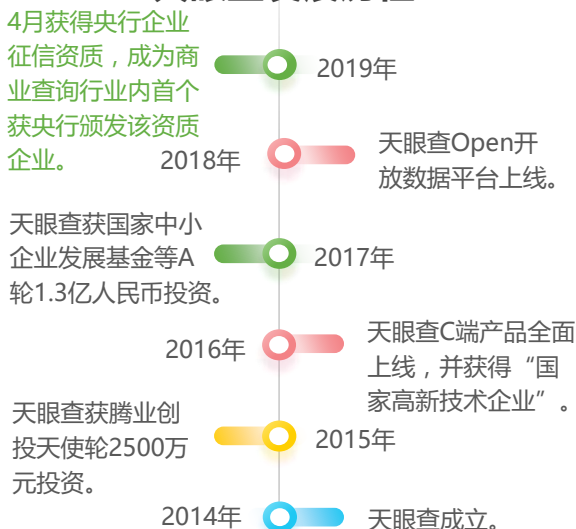 4月获得央行企业
征信资质，成为商
业查询行业内首个
获央行颁发该资质
企业。
2019年
2018年
天眼查Open开
放数据平台上线。
天眼查获国家中小
企业发展基金等A
轮1.3亿人民币投资。
2017年
2016年
天眼查C端产品全面
上线，并获得“国
家高新技术企业”。
天眼查获腾业创
投天使轮2500万
元投资。
2015年
2014年
天眼查成立。